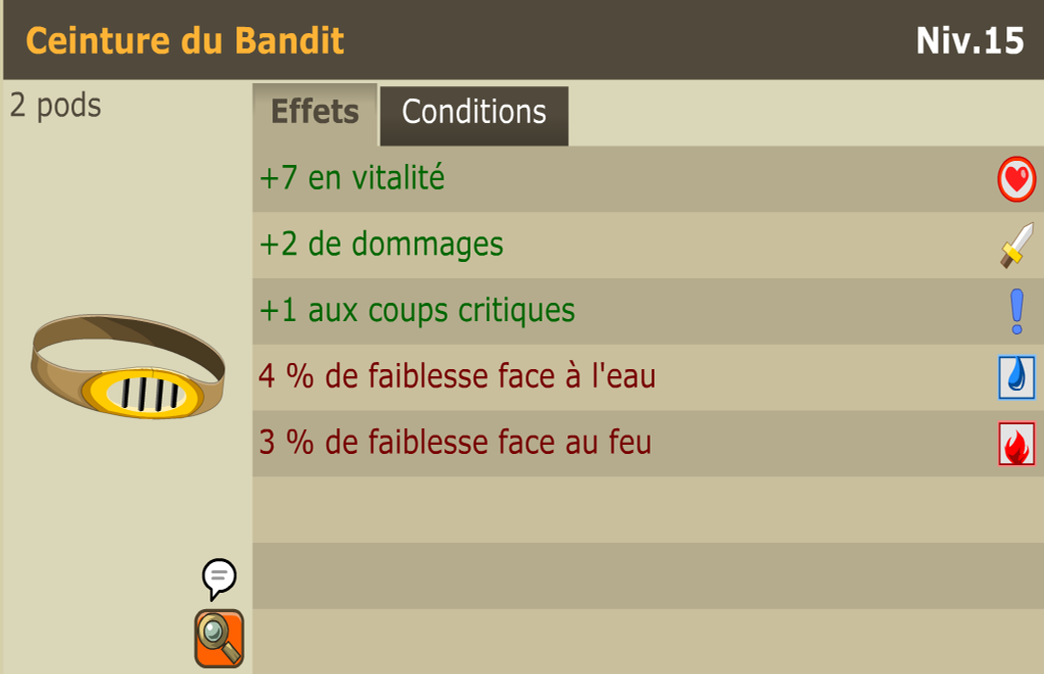 Ceinture du Bandit
Niv.15
2 pods
Effets
Conditions
+7 en vitalité
+2 de dommages
+1 aux coups critiques
4 % de faiblesse face à l'eau
3 % de faiblesse face au feu